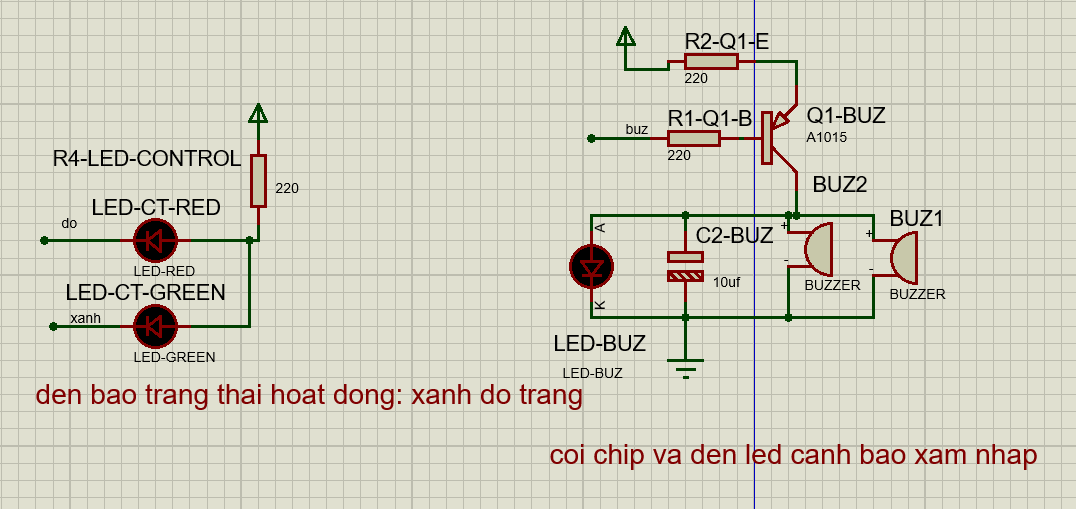 R2-Q1-E
220
buz
R1-Q1-B
220
Q1-BUZ
A1015
R4-LED-CONTROL
220
do
LED-CT-RED
LED-RED
xanh
LED-CT-GREEN
LED-GREEN
BUZ2
BUZ1
A
C2-BUZ
+
+
-
-
10uf
BUZZER
BUZZER
K
LED-BUZ
LED-BUZ
den bao trang thai hoat dong: xanh do trang
coi chip va den led canh bao xam nhap